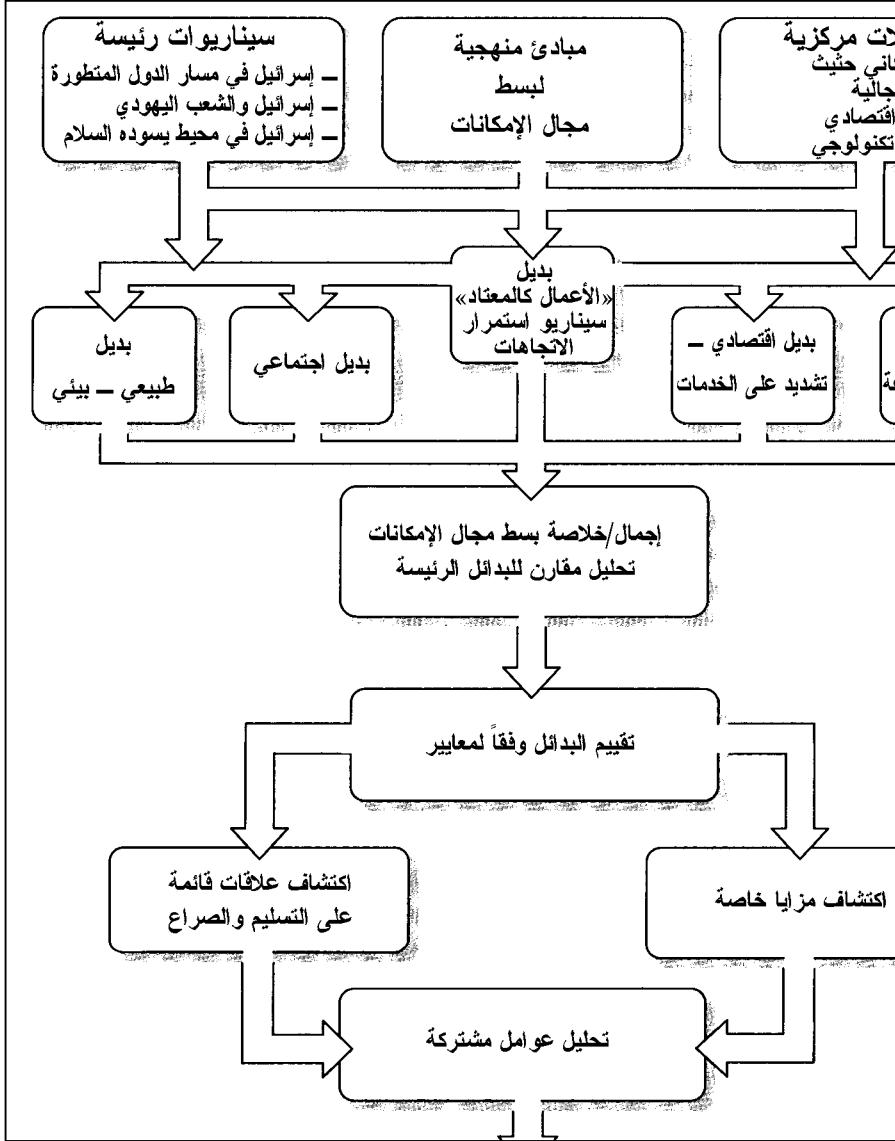 لات مركزية
كاني حثيث
جالية
اقتصادي
تكنولوجي
مبادئ منهجية
لبسط
مجال الإمكانات
سيناريوات رئيسة
– إسرائيل في مسار الدول المتطورة
– إسرائيل والشعب اليهودي
– إسرائيل في محيط يسوده السلام
بديل اقتصادي –
تشديد على الخدمات
بديل
«الأعمال كالمعتاد»
سيناريو استمرار
الاتجاهات
بديل اجتماعي
بديل
طبيعي – بيئي
إجمال/خلاصة بسط مجال الإمكانات
تحليل مقارن للبدائل الرئيسة
تقييم البدائل وفقاً لمعايير
اكتشاف مزايا خاصة
اكتشاف علاقات قائمة
على التسليم والصراع
تحليل عوامل مشتركة